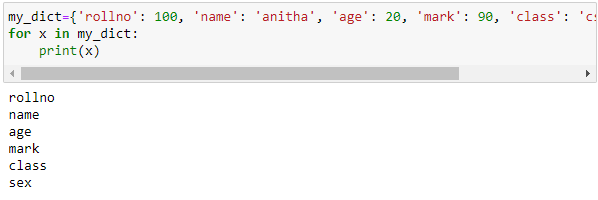 my_dict={'rollno': 100, 'name': 'anitha', 'age': 20, 'mark': 90, 'class':
for x in my_dict:
    print(x)
rollno
name
age
mark
class
sex